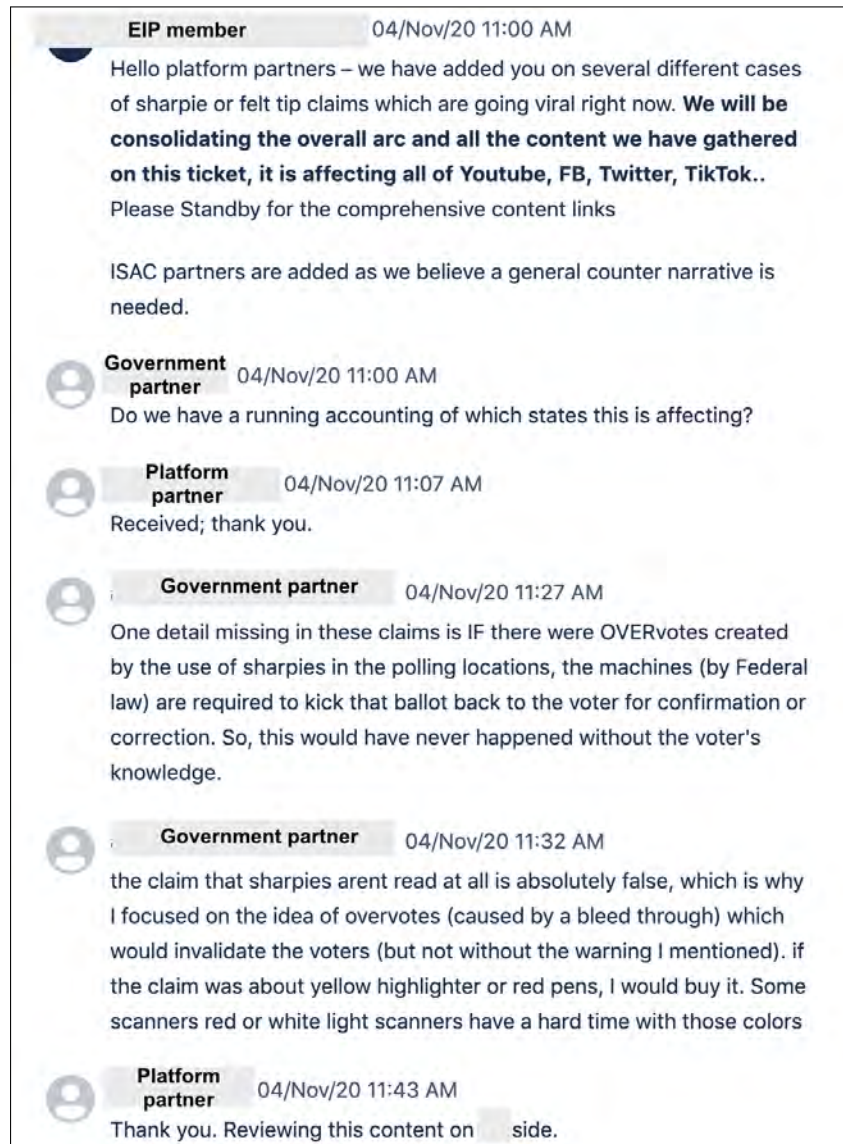 EIP member 04/Nov/20 11:00 AM
Hello platform partners – we have added you on several different cases
of sharpie or felt tip claims which are going viral right now. We will be
consolidating the overall arc and all the content we have gathered
on this ticket, it is affecting all of Youtube, FB, Twitter, TikTok..
Please Standby for the comprehensive content links
ISAC partners are added as we believe a general counter narrative is
needed.
Government
partner 04/Nov/20 11:00 AM
Do we have a running accounting of which states this is affecting?
Platform
partner 04/Nov/20 11:07 AM
Received; thank you.
Government partner 04/Nov/20 11:27 AM
One detail missing in these claims is IF there were OVERvotes created
by the use of sharpies in the polling locations, the machines (by Federal
law) are required to kick that ballot back to the voter for confirmation or
correction. So, this would have never happened without the voter's
knowledge.
Government partner 04/Nov/20 11:32 AM
the claim that sharpies arent read at all is absolutely false, which is why
I focused on the idea of overvotes (caused by a bleed through) which
would invalidate the voters (but not without the warning I mentioned). if
the claim was about yellow highlighter or red pens, I would buy it. Some
scanners red or white light scanners have a hard time with those colors
Platform
partner 04/Nov/20 11:43 AM
Thank you. Reviewing this content on side.